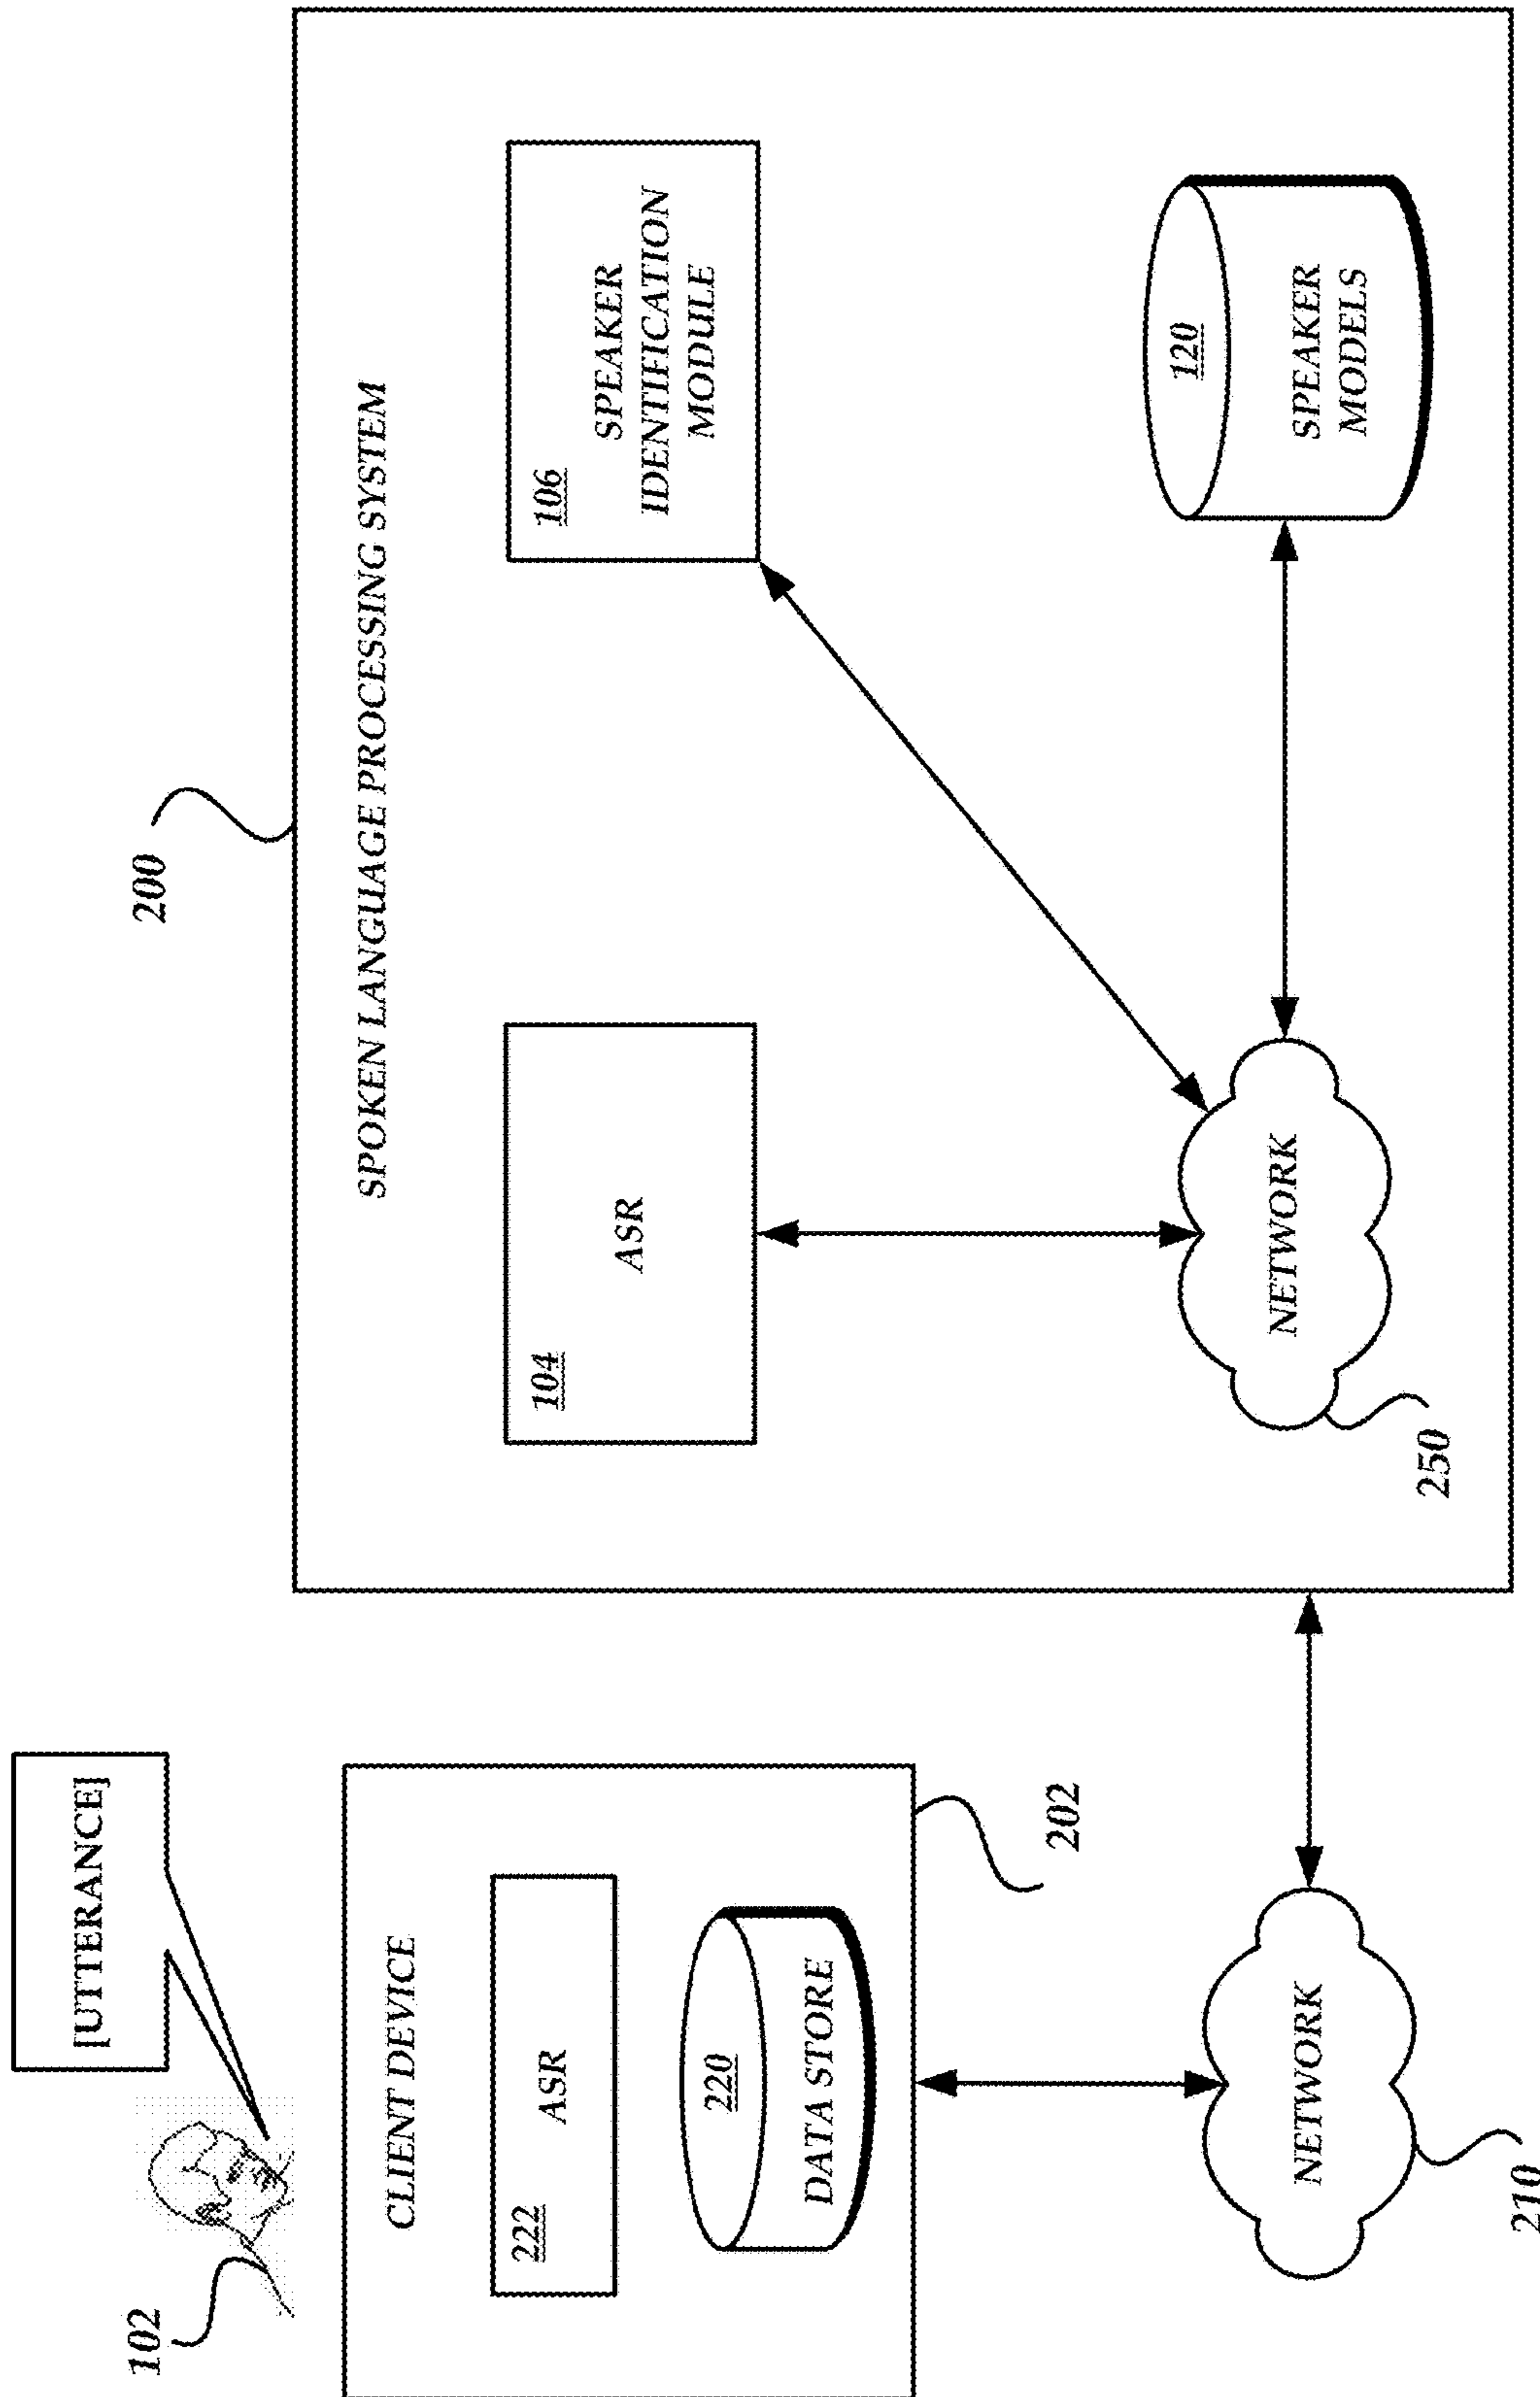 [UTTERANCE]
102
CLIENT DEVICE
222
ASR
220
DATA STORE
202
NETWORK
210
200
SPOKEN LANGUAGE PROCESSING SYSTEM
104
ASR
106
SPEAKER
IDENTIFICATION
MODULE
NETWORK
250
120
SPEAKER
MODELS